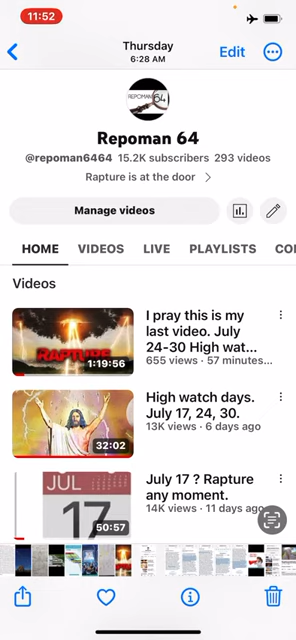 11:52
Thursday
6:28 AM
Edit
REPOMAN 64
Repoman 64
@repoman6464 15.2K subscribers 293 videos
Rapture is at the door
Manage videos
HOME VIDEOS LIVE PLAYLISTS CO
Videos
RAPTURE
1:19:56
I pray this is my
last video. July
24-30 High wat...
655 views · 57 minutes...
32:02
High watch days.
July 17, 24, 30.
13K views · 6 days ago
JUL
17
50:57
July 17 ? Rapture
any moment.
14K views · 11 days ago